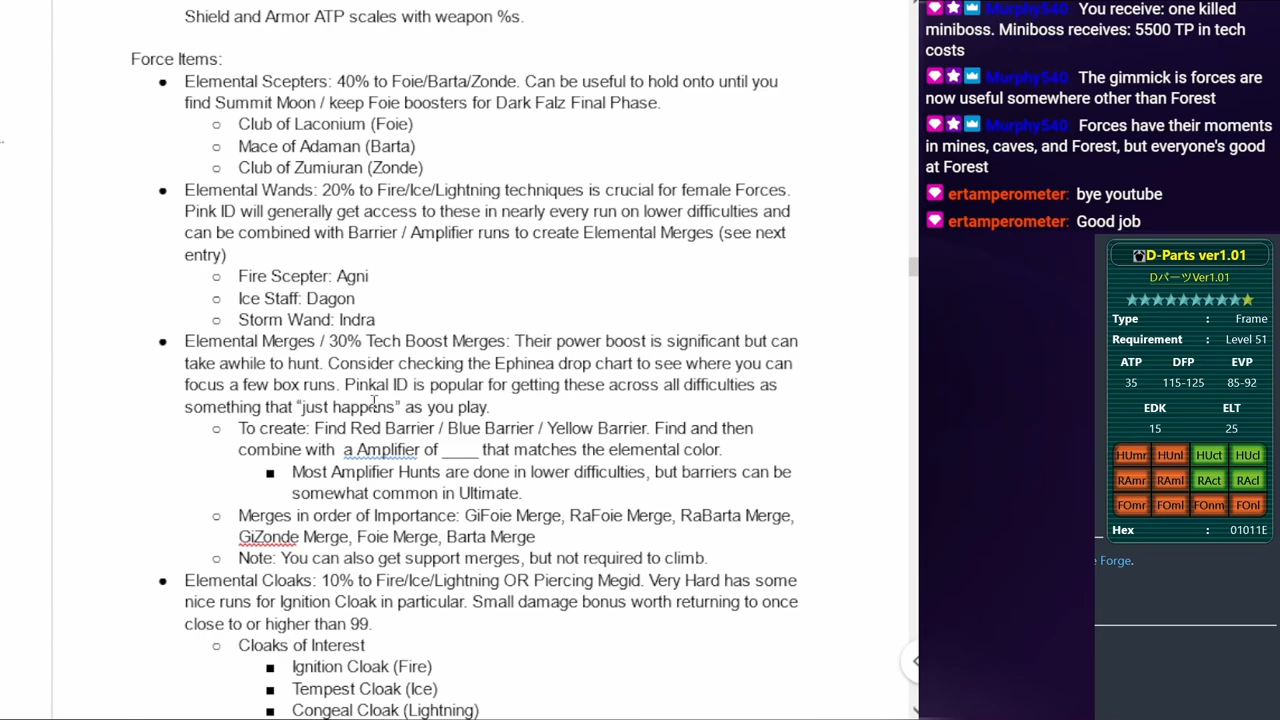 Shield and Armor ATP scales with weapon %s.
Force Items:
● Elemental Scepters: 40% to Foie/Barta/Zonde. Can be useful to hold onto until you
find Summit Moon / keep Foie boosters for Dark Falz Final Phase.
○ Club of Laconium (Foie)
○ Mace of Adaman (Barta)
○ Club of Zumiuran (Zonde)
● Elemental Wands: 20% to Fire/Ice/Lightning techniques is crucial for female Forces.
Pink ID will generally get access to these in nearly every run on lower difficulties and
can be combined with Barrier / Amplifier runs to create Elemental Merges (see next
entry)
○ Fire Scepter: Agni
○ Ice Staff: Dagon
○ Storm Wand: Indra
● Elemental Merges / 30% Tech Boost Merges: Their power boost is significant but can
take awhile to hunt. Consider checking the Ephinea drop chart to see where you can
focus a few box runs. Pinkal ID is popular for getting these across all difficulties as
something that “just happens” as you play.
○ To create: Find Red Barrier / Blue Barrier / Yellow Barrier. Find and then
combine with a Amplifier of ____ that matches the elemental color.
■ Most Amplifier Hunts are done in lower difficulties, but barriers can be
somewhat common in Ultimate.
○ Merges in order of Importance: GiFoie Merge, RaFoie Merge, RaBarta Merge,
GiZonde Merge, Foie Merge, Barta Merge
○ Note: You can also get support merges, but not required to climb.
● Elemental Cloaks: 10% to Fire/Ice/Lightning OR Piercing Megid. Very Hard has some
nice runs for Ignition Cloak in particular. Small damage bonus worth returning to once
close to or higher than 99.
○ Cloaks of Interest
■ Ignition Cloak (Fire)
■ Tempest Cloak (Ice)
■ Congeal Cloak (Lightning)
Murphy540: You receive: one killed
miniboss. Miniboss receives: 5500 TP in tech
costs
Murphy540: The gimmick is forces are
now useful somewhere other than Forest
Murphy540: Forces have their moments
in mines, caves, and Forest, but everyone's good
at Forest
ertamperometer: bye youtube
ertamperometer: Good job
D-Parts ver1.01
DパーツVer1.01
Type : Frame
Requirement : Level 51
ATP DFP EVP
35 115-125 85-92
EDK ELT
15 25
HUmr HUnl HUct HUcl
RAmr RAml RAct RAcl
FOmr FOml FOnm FOnl
Hex : 01011E
e Forge.